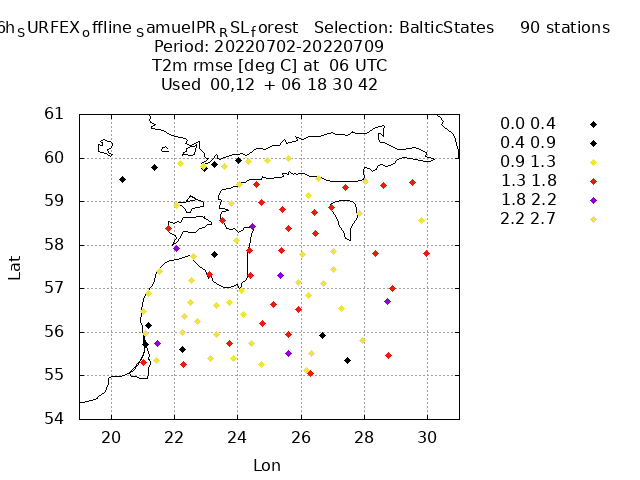 6h_SURFEX_offline_SamuelPR_RSL_forest Selection: BalticStates 90 stations
Period: 20220702-20220709
T2m rmse [deg C] at 06 UTC
Used 00,12 + 06 18 30 42
61
60
59
58
57
56
55
54
20 22 24 26 28 30
Lat
Lon
0.0 0.4
0.4 0.9
0.9 1.3
1.3 1.8
1.8 2.2
2.2 2.7